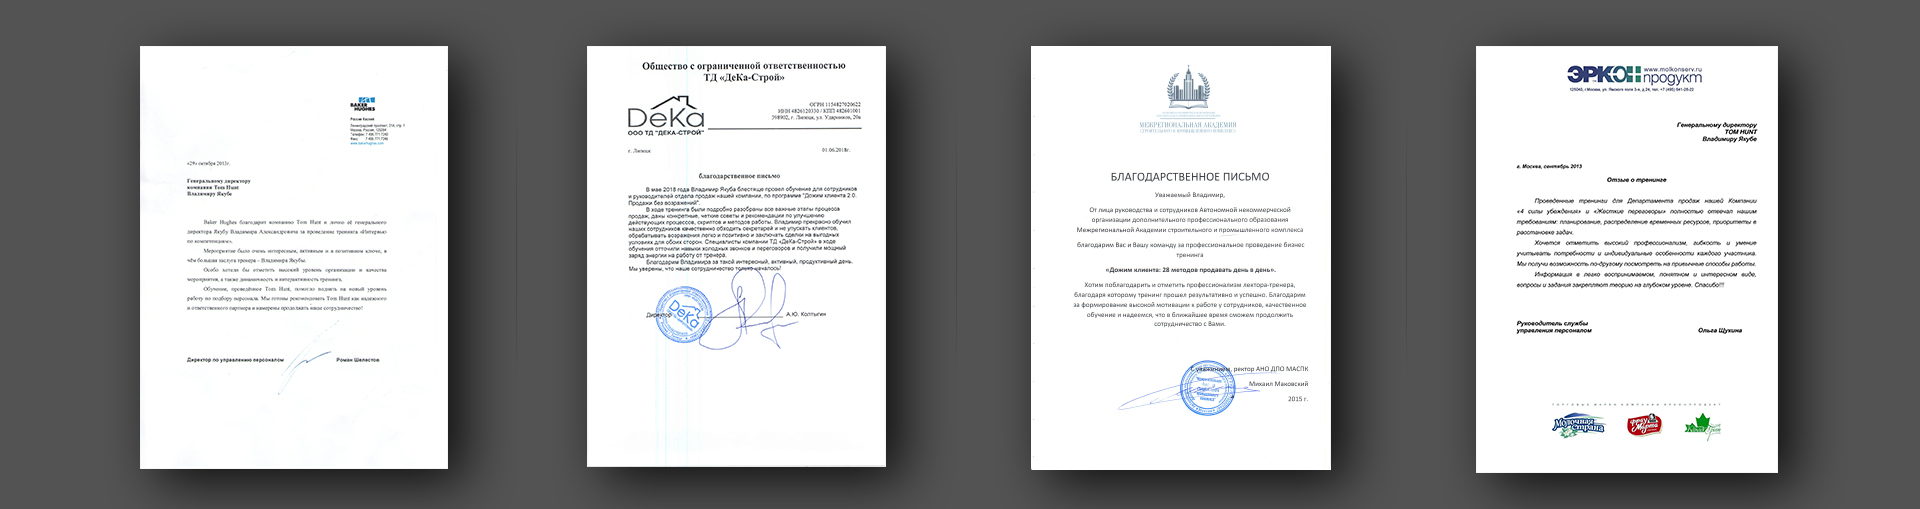 BAKER
HUGHES
Россия Каспий
Москва, Россия, 125284
www.bakerhughes.com
«29» октября 2013г.
Генеральному директору
компании Tom Hunt
Владимиру Якубе
Baker Hughes благодарит компанию Tom Hunt и лично её генерального
директора Якубу Владимира Александровича за проведение тренинга «Интервью
по компетенциям».
Мероприятие было очень интересным, активным и в позитивном ключе, в
чём большая заслуга тренера – Владимира Якубы.
Особо хотели бы отметить высокий уровень организации и качества
мероприятия, а также динамичность и интерактивность тренинга.
Обучение, проведённое Tom Hunt, помогло поднять на новый уровень
работу по подбору персонала. Мы готовы рекомендовать Tom Hunt как надежного
и ответственного партнера и намерены продолжать наше сотрудничество!
Директор по управлению персоналом Роман Шелестов
Общество с ограниченной ответственностью
ТД «ДеКа-Строй»
DeKa
ООО ТД "ДЕКА-СТРОЙ"
ОГРН 1154827020622
ИНН 4826120330 / КПП 482601001
398902, г. Липецк, ул. Ударников, 20а
г. Липецк 01.06.2018г.
благодарственное письмо
В мае 2018 года Владимир Якуба блестяще провел обучение для сотрудников
и руководителей отдела продаж нашей компании, по программе "Дожим клиента 2.0.
Продажи без возражений".
В ходе тренинга были подробно разобраны все важные этапы процесса
продаж, даны конкретные, четкие советы и рекомендации по улучшению
действующих процессов, скриптов и методов работы. Владимир прекрасно обучил
наших сотрудников качественно обходить секретарей и не упускать клиентов,
обрабатывать возражения легко и позитивно и заключать сделки на выгодных
условиях для обоих сторон. Специалисты компании ТД «ДеКа-Строй» в ходе
обучения отточили навыки холодных звонков и переговоров и получили мощный
заряд энергии на работу от тренера.
Благодарим Владимира за такой интересный, активный, продуктивный день.
Мы уверены, что наше сотрудничество только началось!
Директор А.Ю. Колтыгин
DeKa
МЕЖРЕГИОНАЛЬНАЯ АКАДЕМИЯ
СТРОИТЕЛЬНОГО И ПРОМЫШЛЕННОГО КОМПЛЕКСА
БЛАГОДАРСТВЕННОЕ ПИСЬМО
Уважаемый Владимир,
От лица руководства и сотрудников Автономной некоммерческой
организации дополнительного профессионального образования
Межрегиональной Академии строительного и промышленного комплекса
благодарим Вас и Вашу команду за профессиональное проведение бизнес
тренинга
«Дожим клиента: 28 методов продавать день в день».
Хотим поблагодарить и отметить профессионализм лектора-тренера,
благодаря которому тренинг прошел результативно и успешно. Благодарим
за формирование высокой мотивации к работе у сотрудников, качественное
обучение и надеемся, что в ближайшее время сможем продолжить
сотрудничество с Вами.
С уважением, ректор АНО ДПО МАСПК
Михаил Маковский
2015 г.
ЭРКОН продукт
www.molkonserv.ru
125040, г.Москва, ул. Ямского поля 3-я, д.24, тел. +7 (495) 641-28-22
Генеральному директору
TOM HUNT
Владимиру Якубе
г. Москва, сентябрь 2013
Отзыв о тренинге
Проведенные тренинги для Департамента продаж нашей Компании
«4 силы убеждения» и «Жесткие переговоры» полностью отвечал нашим
требованиям: планирование, распределение временных ресурсов, приоритеты в
расстановке задач.
Хочется отметить высокий профессионализм, гибкость и умение
учитывать потребности и индивидуальные особенности каждого участника.
Мы получи возможность по-другому посмотреть на привычные способы работы.
Информация в легко воспринимаемом, понятном и интересном виде,
вопросы и задания закрепляют теорию на глубоком уровне. Спасибо!!!
Руководитель службы
управления персоналом Ольга Щукина
Молочная
страна